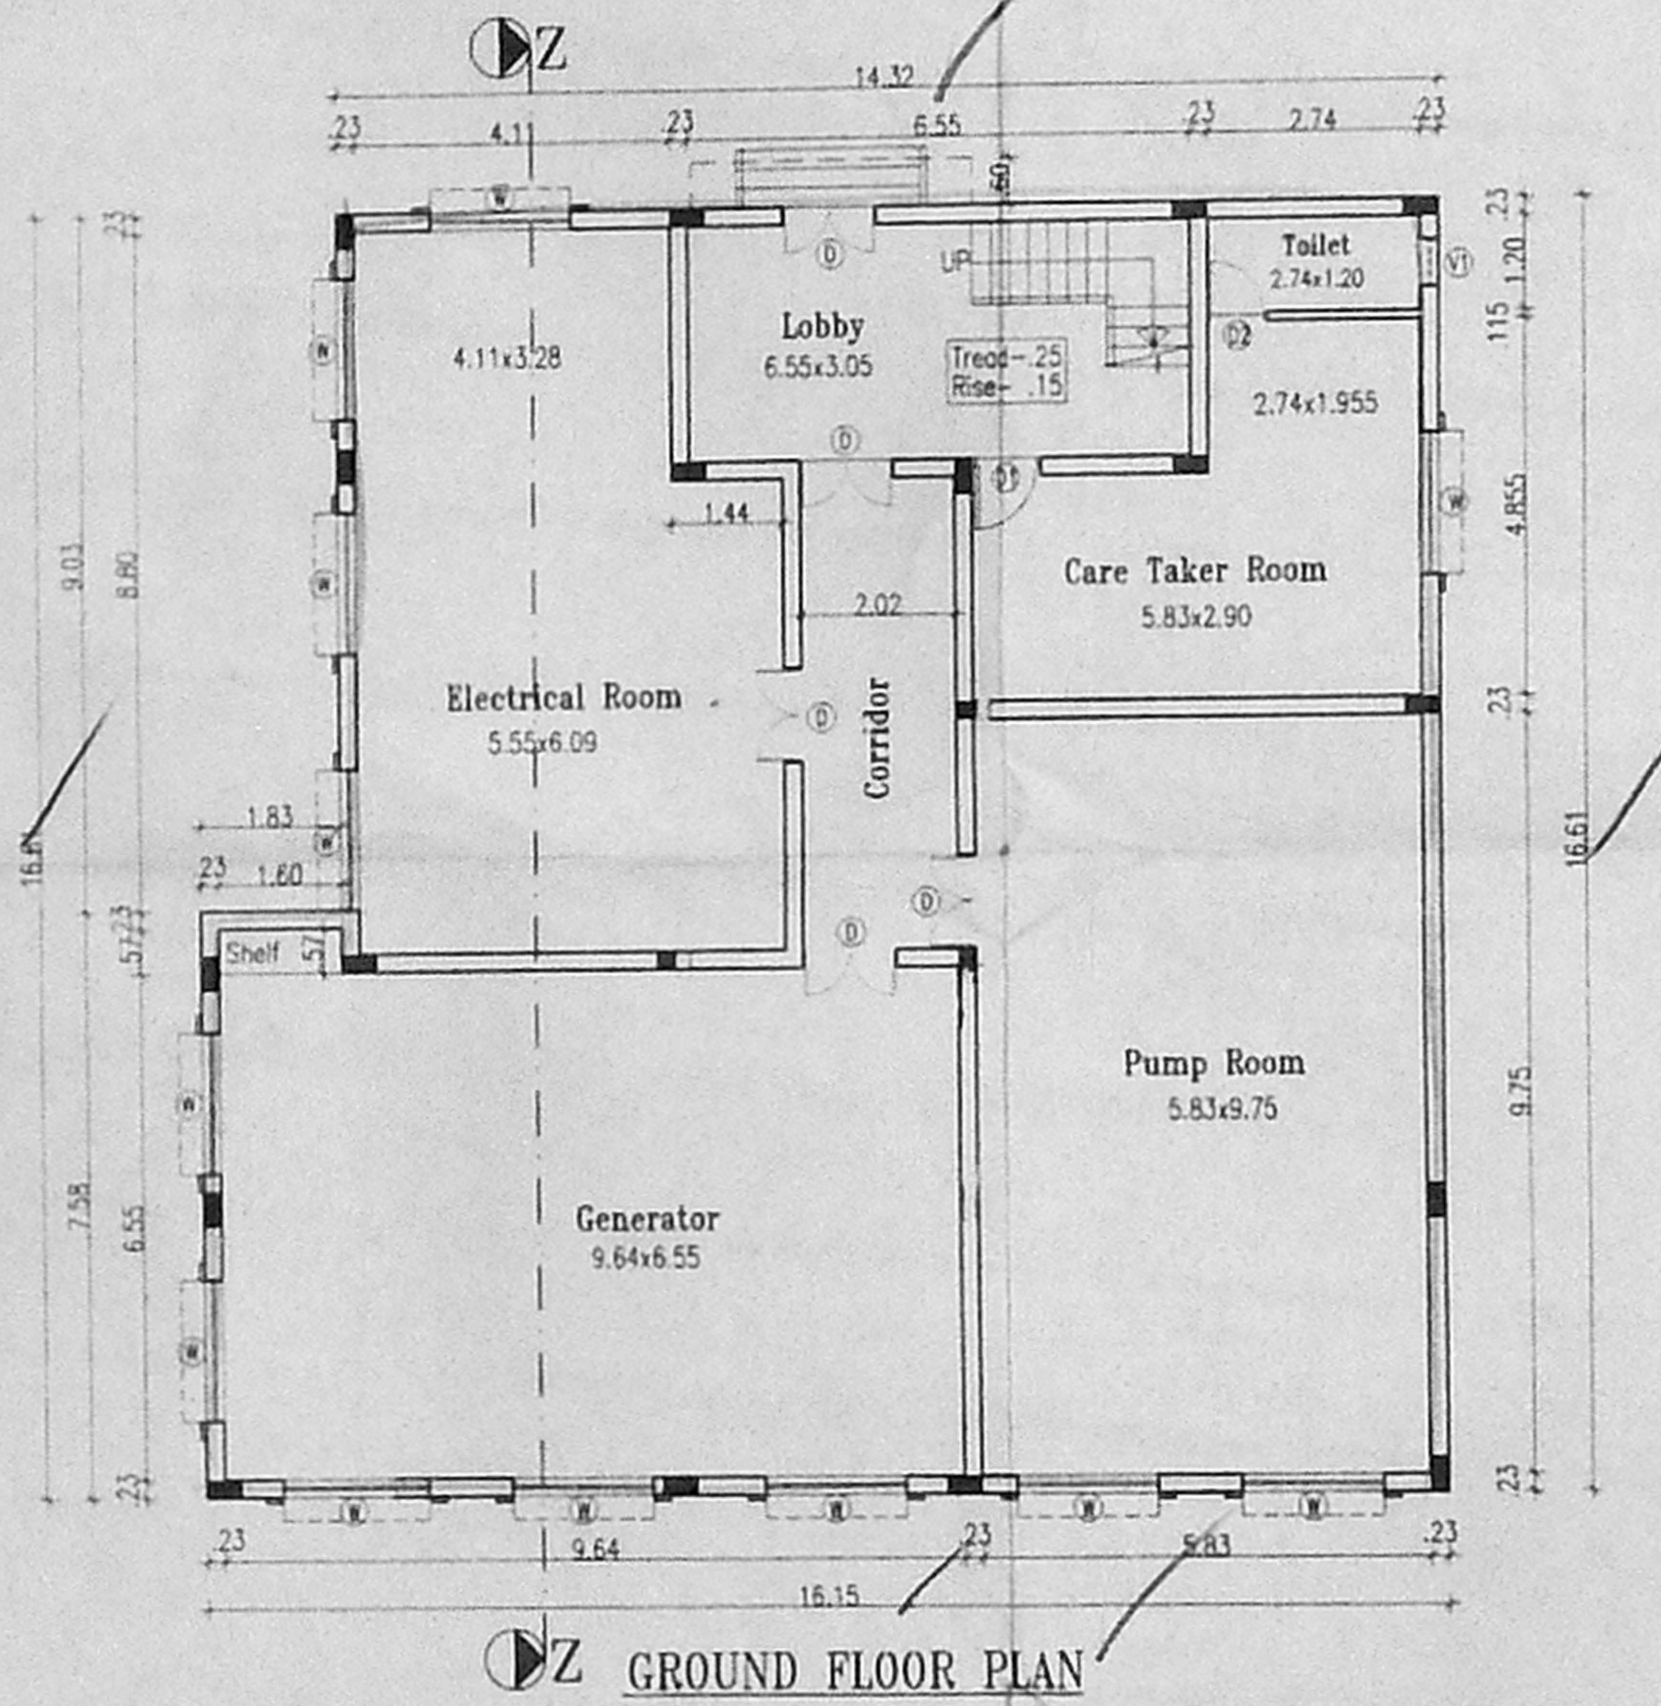 Z
14.32
.23 4.11 .23 6.55 .23 2.74 .23
W
.23
.23
Toilet
2.74x1.20
V1
1.20
D
UP
Lobby
6.55x3.05
Tread-.25
Rise- .15
D2
.115
W
4.11x3.28
2.74x1.955
D
D1
W
1.44
4.855
9.03
8.80
W
Care Taker Room
5.83x2.90
2.02
Electrical Room
5.55x6.09
D
Corridor
.23
1.83
W
16.61
16.61
.23 1.60
D
D
.23
.57
Shelf
.57
Pump Room
5.83x9.75
9.75
W
7.58
6.55
Generator
9.64x6.55
W
.23
.23
W W W W W
.23 9.64 .23 5.83 .23
16.15
Z
GROUND FLOOR PLAN